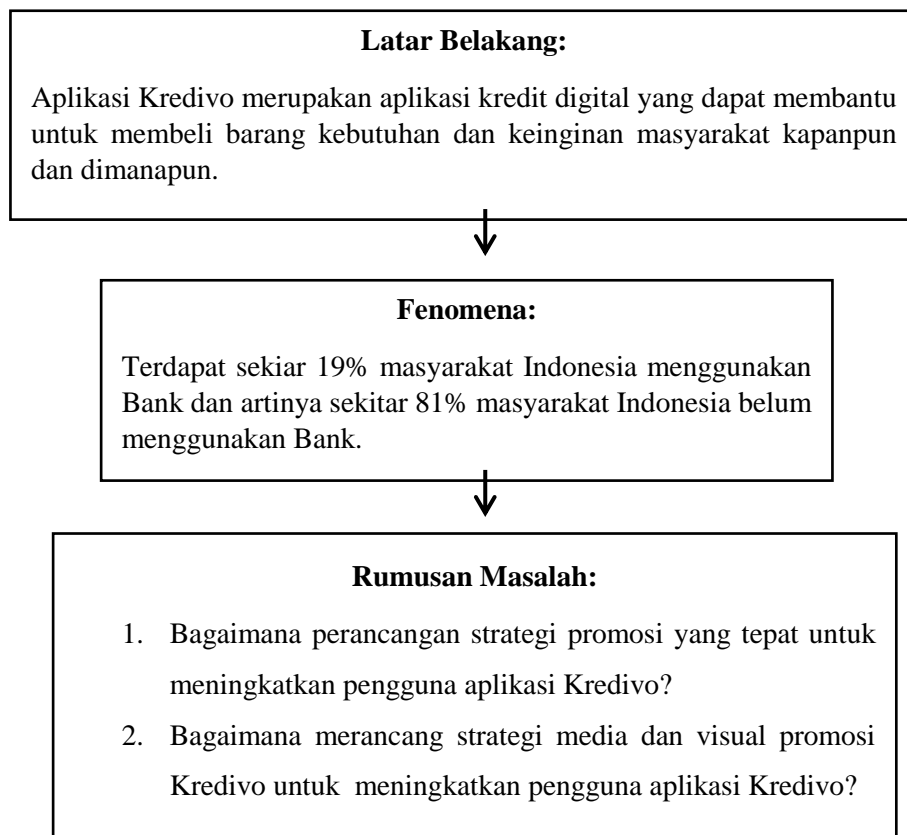 Latar Belakang:
Aplikasi Kredivo merupakan aplikasi kredit digital yang dapat membantu
untuk membeli barang kebutuhan dan keinginan masyarakat kapanpun
dan dimanapun.
Fenomena:
Terdapat sekiar 19% masyarakat Indonesia menggunakan
Bank dan artinya sekitar 81% masyarakat Indonesia belum
menggunakan Bank.
Rumusan Masalah:
1. Bagaimana perancangan strategi promosi yang tepat untuk
meningkatkan pengguna aplikasi Kredivo?
2. Bagaimana merancang strategi media dan visual promosi
Kredivo untuk meningkatkan pengguna aplikasi Kredivo?